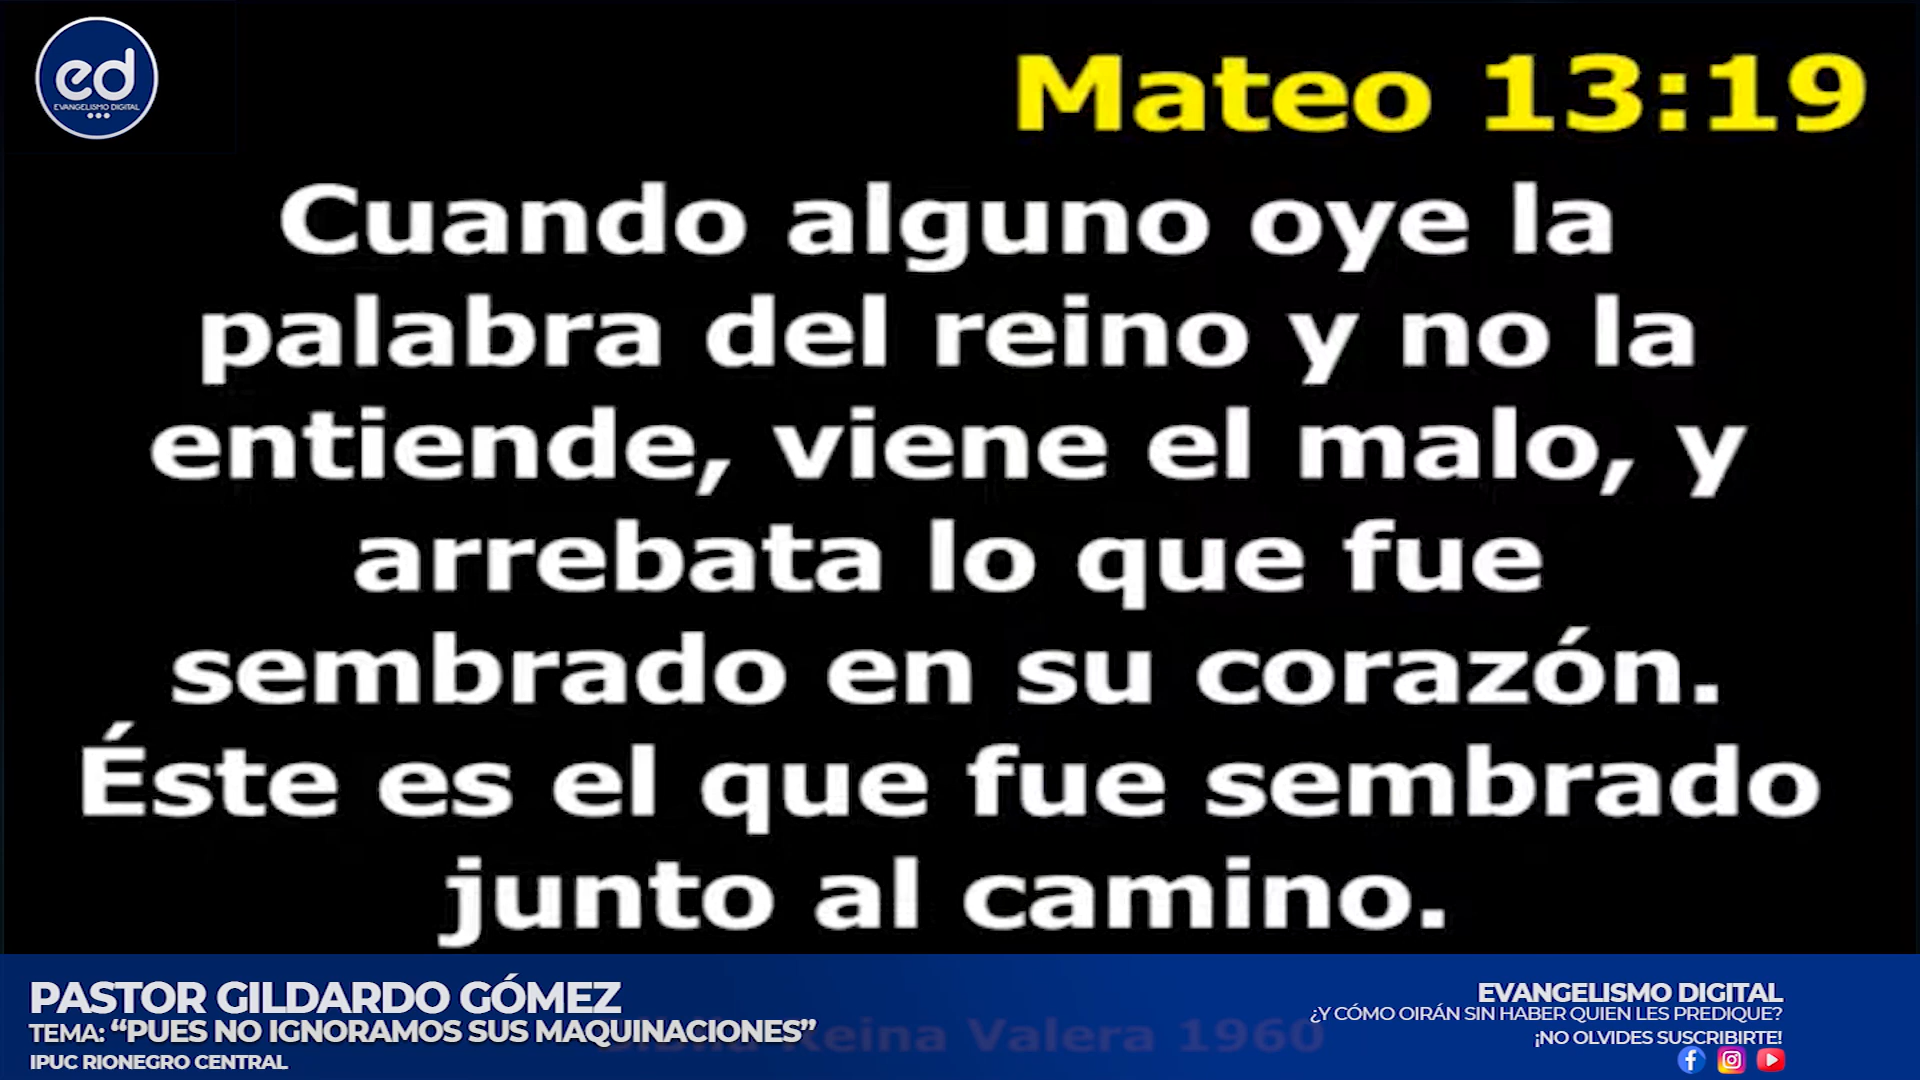 ed
EVANGELISMO DIGITAL
Mateo 13:19
Cuando alguno oye la
palabra del reino y no la
entiende, viene el malo, y
arrebata lo que fue
sembrado en su corazón.
Éste es el que fue sembrado
junto al camino.
PASTOR GILDARDO GÓMEZ
TEMA: “PUES NO IGNORAMOS SUS MAQUINACIONES”
IPUC RIONEGRO CENTRAL
Reina Valera 1960
EVANGELISMO DIGITAL
¿Y CÓMO OIRÁN SIN HABER QUIEN LES PREDIQUE?
¡NO OLVIDES SUSCRIBIRTE!